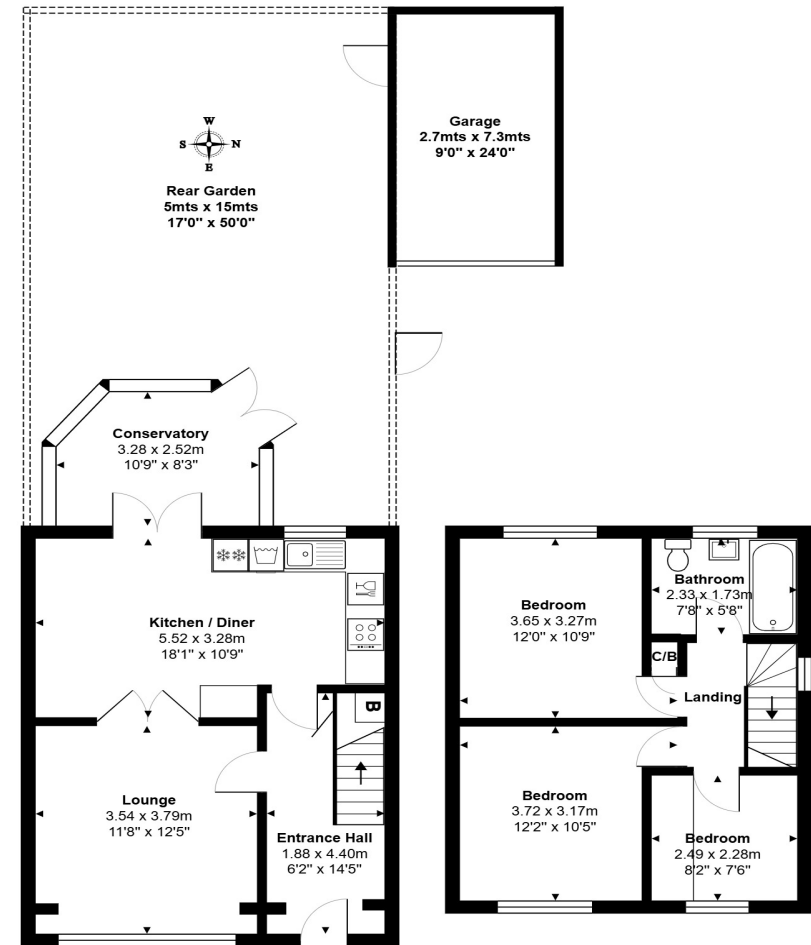 Garage
2.7mts x 7.3mts
9'0" x 24'0"
W
S N
E
Rear Garden
5mts x 15mts
17'0" x 50'0"
Conservatory
3.28 x 2.52m
10'9" x 8'3"
Kitchen / Diner
5.52 x 3.28m
18'1" x 10'9"
B
Lounge
3.54 x 3.79m
11'8" x 12'5"
Entrance Hall
1.88 x 4.40m
6'2" x 14'5"
Bedroom
3.65 x 3.27m
12'0" x 10'9"
Bathroom
2.33 x 1.73m
7'8" x 5'8"
C/B
Landing
Bedroom
3.72 x 3.17m
12'2" x 10'5"
Bedroom
2.49 x 2.28m
8'2" x 7'6"